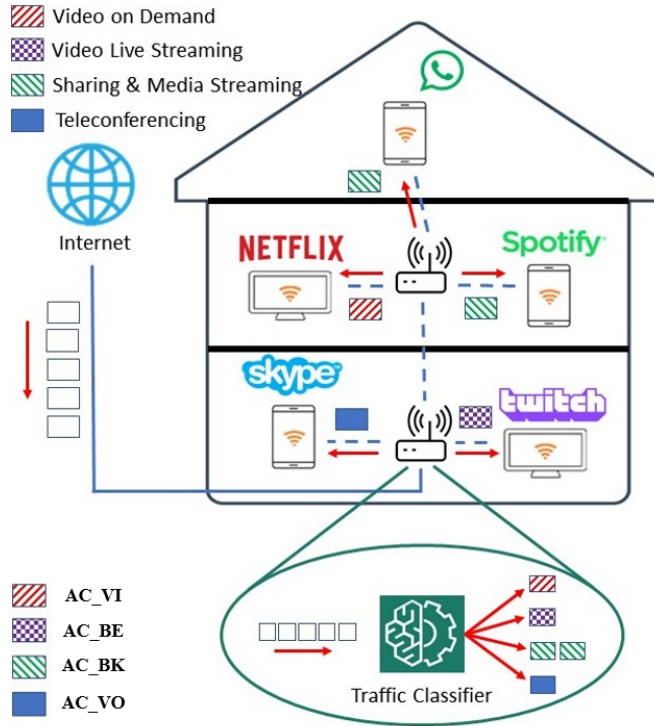 Video on Demand
Video Live Streaming
Sharing & Media Streaming
Teleconferencing
Internet
NETFLIX
Spotify
skype
twitch
AC_VI
AC_BE
AC_BK
AC_VO
Traffic Classifier